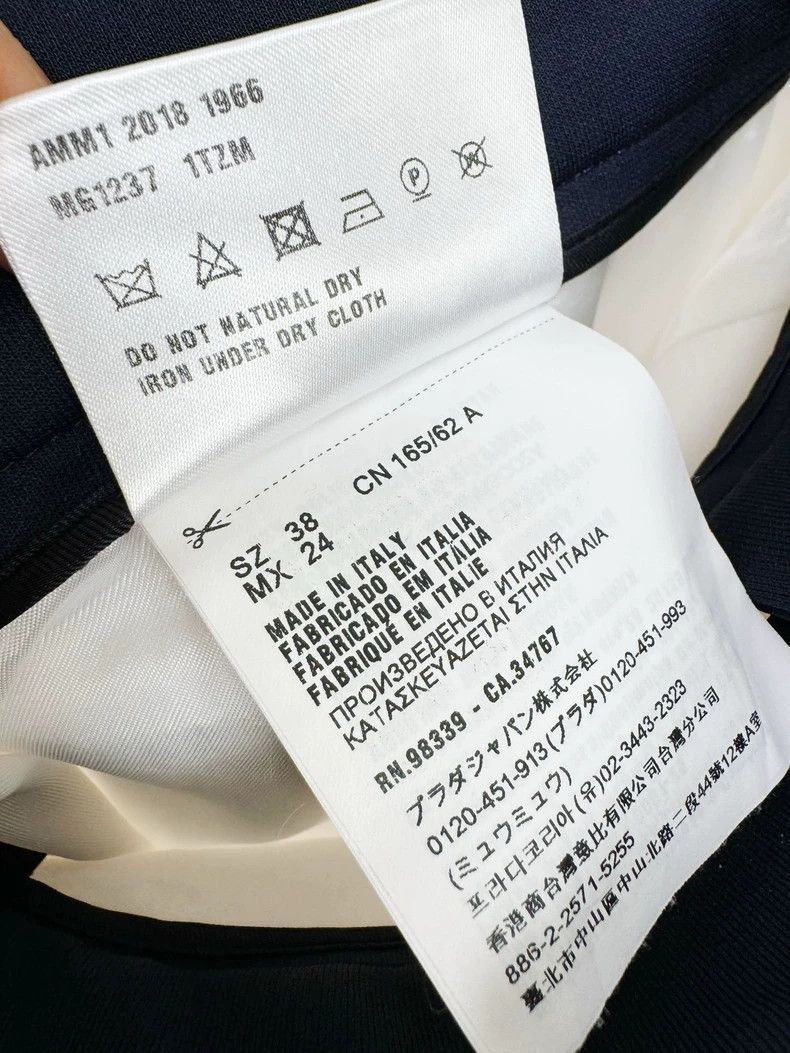 AMM1 2018 1966
MG1237 1TZM
P
W
DO NOT NATURAL DRY
IRON UNDER DRY CLOTH
CN 165/62 A
SZ 38
MX 24
MADE IN ITALY
FABRICADO EN ITALIA
FABRICADO EM ITÁLIA
FABRIQUÉ EN ITALIE
ПРОИЗВЕДЕНО В ИТАЛИЯ
ΚΑΤΑΣΚΕΥΑΖΕΤΑΙ ΣΤΗΝ ΙΤΑΛΙΑ
RN.98339 - CA.34767
プラダジャパン株式会社
0120-451-913(プラダ)0120-451-993
(ミュウミュウ)
프라다코리아(유)02-3443-2323
香港商台灣意比有限公司台灣分公司
886-2-2571-5255
臺北市中山區中山北路二段44號12樓A室